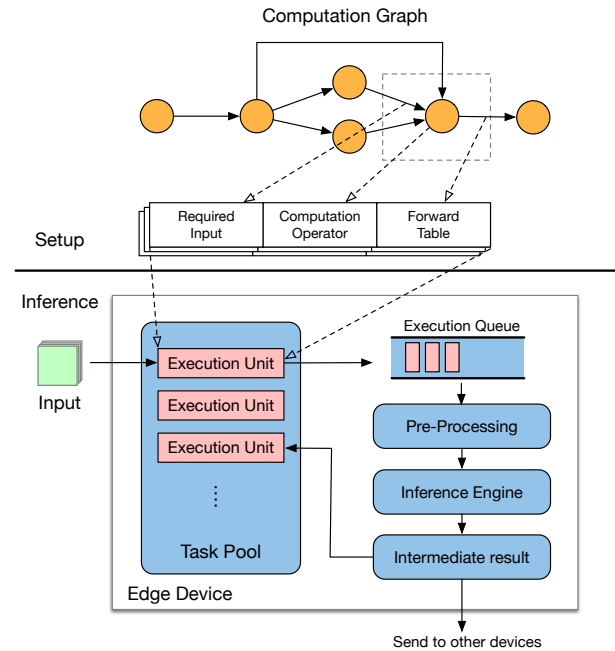 Computation Graph
Required
Input
Computation
Operator
Forward
Table
Setup
Inference
Input
Execution Unit
Execution Unit
Execution Unit
Task Pool
Edge Device
Execution Queue
Pre-Processing
Inference Engine
Intermediate result
Send to other devices